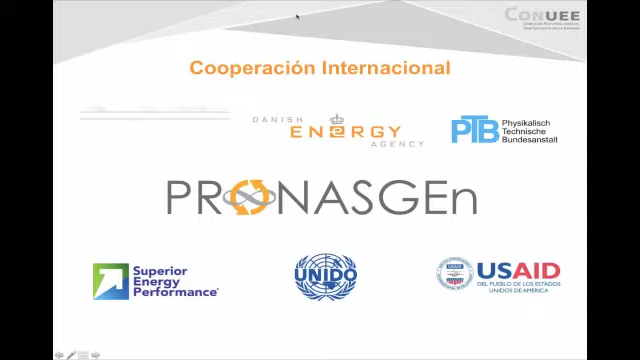 CONUEE
Cooperación Internacional
DANISH
ENERGY
AGENCY
PTB Physikalisch
Technische
Bundesanstalt
PRONASGEn
Superior
Energy
Performance
UNIDO
USAID
USAID
DEL PUEBLO DE LOS ESTADOS
UNIDOS DE AMÉRICA